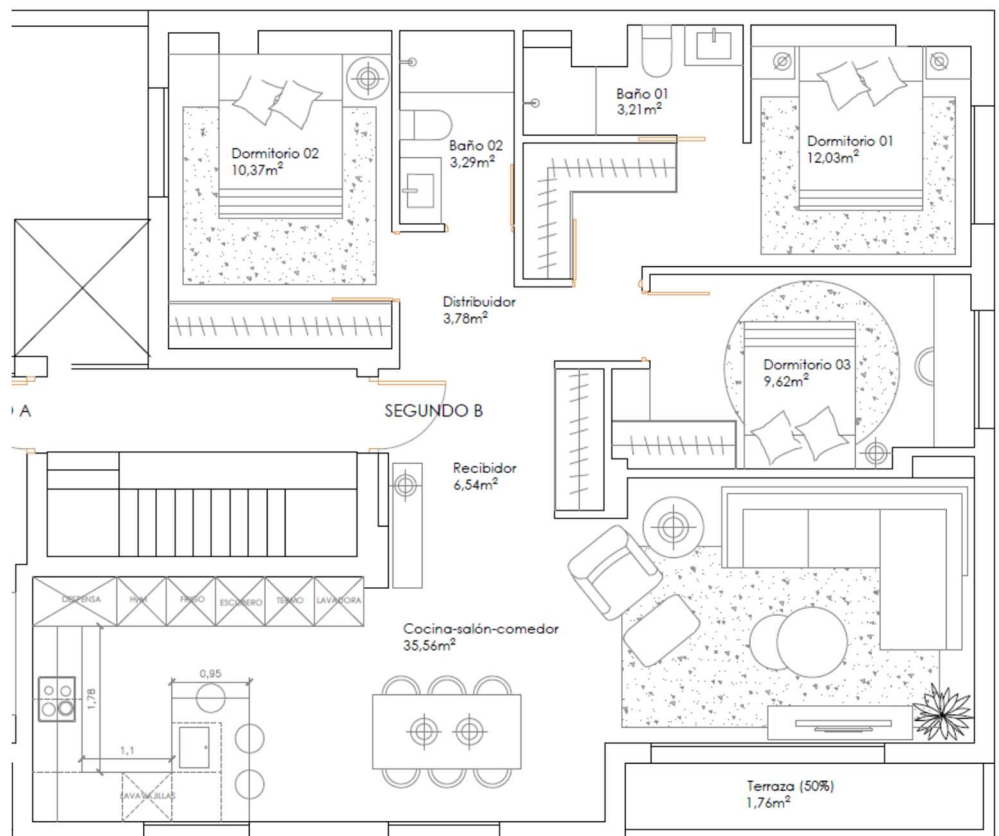 Baño 01
3,21m²
Dormitorio 01
12,03m²
Dormitorio 02
10,37m²
Baño 02
3,29m²
Distribuidor
3,78m²
Dormitorio 03
9,62m²
A
SEGUNDO B
Recibidor
6,54m²
DESPENSA
HYM
FRIGO
ESCOBERO
TERMO
LAVADORA
Cocina-salón-comedor
35,56m²
0,95
1,78
1,1
LAVAVAJILLAS
Terraza (50%)
1,76m²